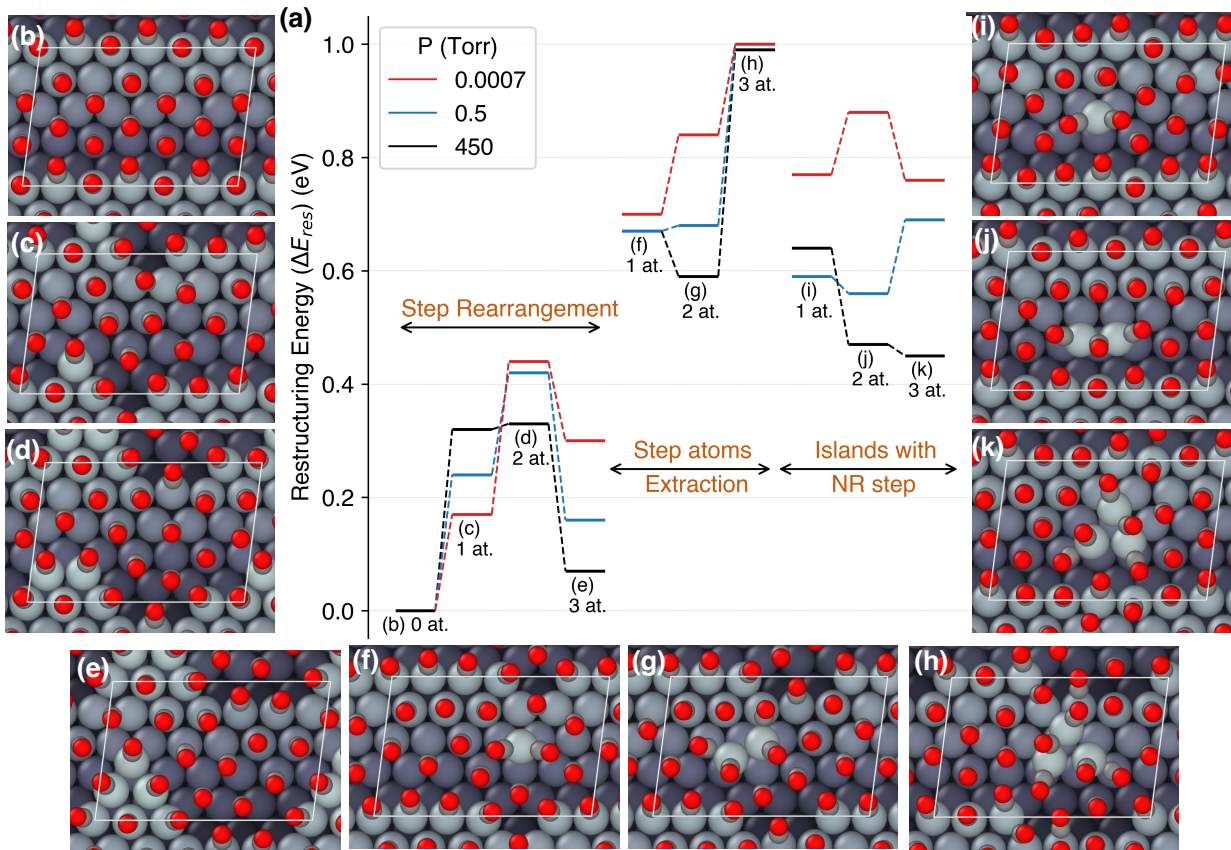 (a)
(b)
(c)
(d)
(e)
(f)
(g)
(h)
(i)
(j)
(k)
Restructuring Energy (ΔE_res) (eV)
1.0
0.8
0.6
0.4
0.2
0.0
P (Torr)
0.0007
0.5
450
(h)
3 at.
(f)
1 at.
(g)
2 at.
(i)
1 at.
(j)
2 at.
(k)
3 at.
Step Rearrangement
(d)
2 at.
(c)
1 at.
(e)
3 at.
(b) 0 at.
Step atoms
Extraction
Islands with
NR step